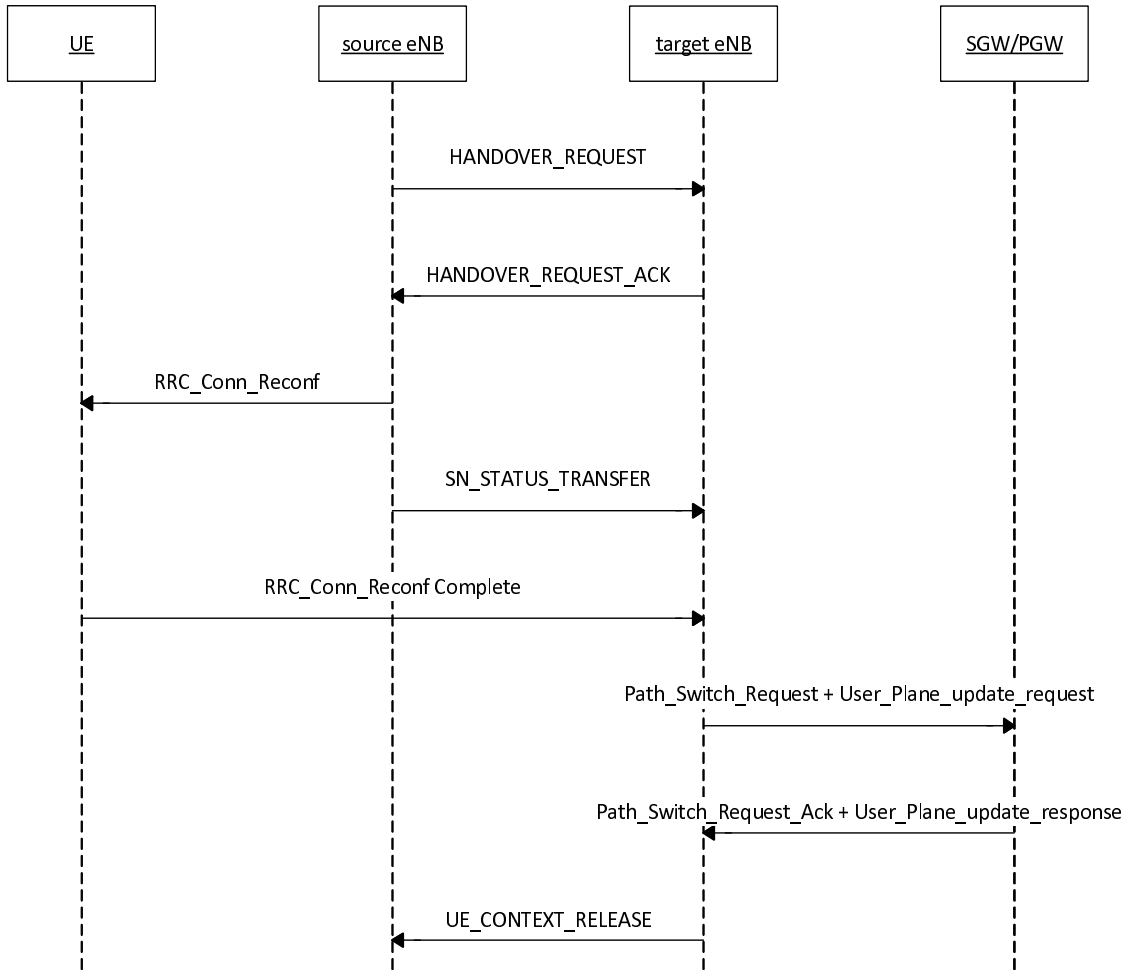 UE
source eNB
target eNB
SGW/PGW
HANDOVER_REQUEST
HANDOVER_REQUEST_ACK
RRC_Conn_Reconf
SN_STATUS_TRANSFER
RRC_Conn_Reconf Complete
Path_Switch_Request + User_Plane_update_request
Path_Switch_Request_Ack + User_Plane_update_response
UE_CONTEXT_RELEASE